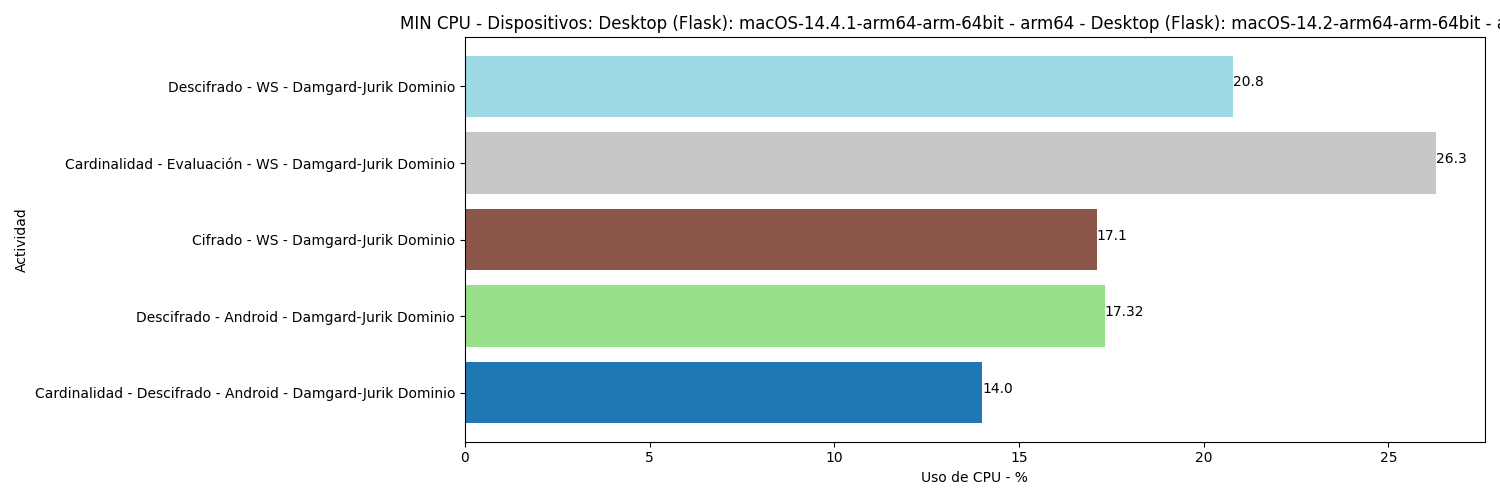 MIN CPU - Dispositivos: Desktop (Flask): macOS-14.4.1-arm64-arm-64bit - arm64 - Desktop (Flask): macOS-14.2-arm64-arm-64bit -
Actividad
Descifrado - WS - Damgard-Jurik Dominio
20.8
Cardinalidad - Evaluación - WS - Damgard-Jurik Dominio
26.3
Cifrado - WS - Damgard-Jurik Dominio
17.1
Descifrado - Android - Damgard-Jurik Dominio
17.32
Cardinalidad - Descifrado - Android - Damgard-Jurik Dominio
14.0
0 5 10 15 20 25
Uso de CPU - %